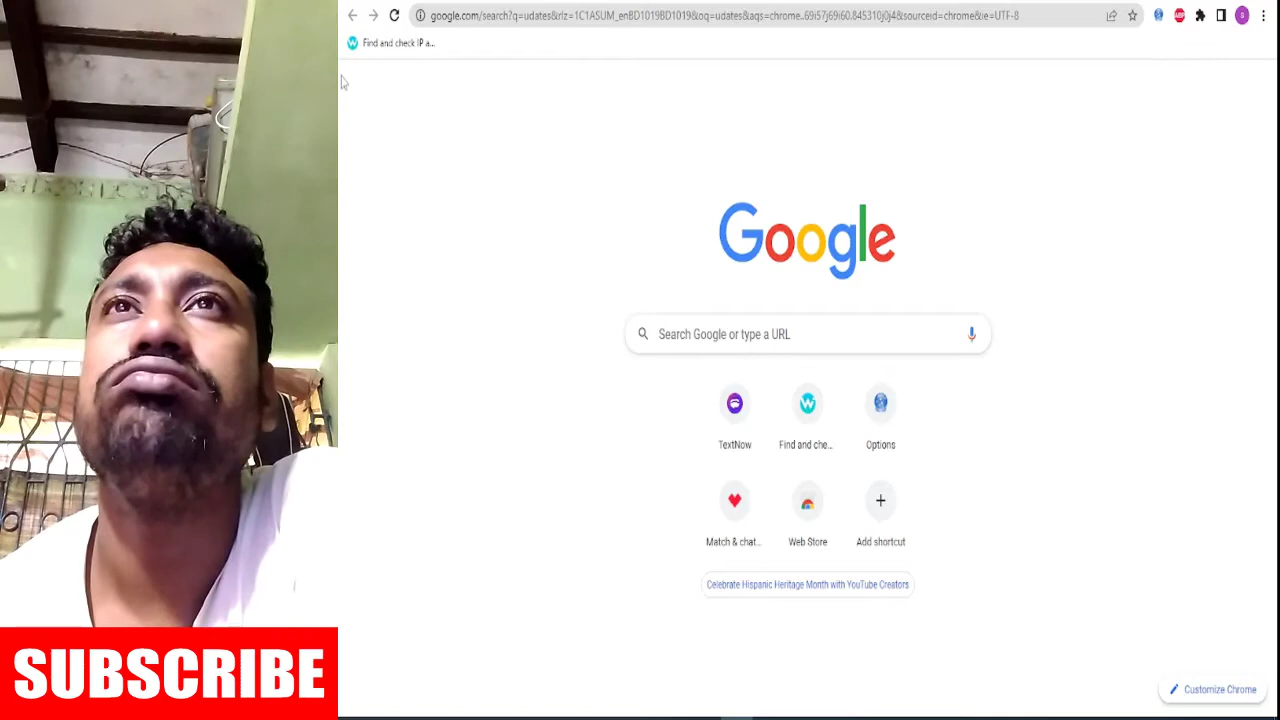 google.com/search?q=udates&rlz=1C1ASUM_enBD1019BD1019&oq=udates&aqs=chrome..69i57j69i60.845310j0j4&sourceid=chrome&ie=UTF-8
ABP
S
Find and check IP a...
Google
Search Google or type a URL
TextNow
Find and che...
Options
Match & chat...
Web Store
Add shortcut
Celebrate Hispanic Heritage Month with YouTube Creators
SUBSCRIBE
Customize Chrome